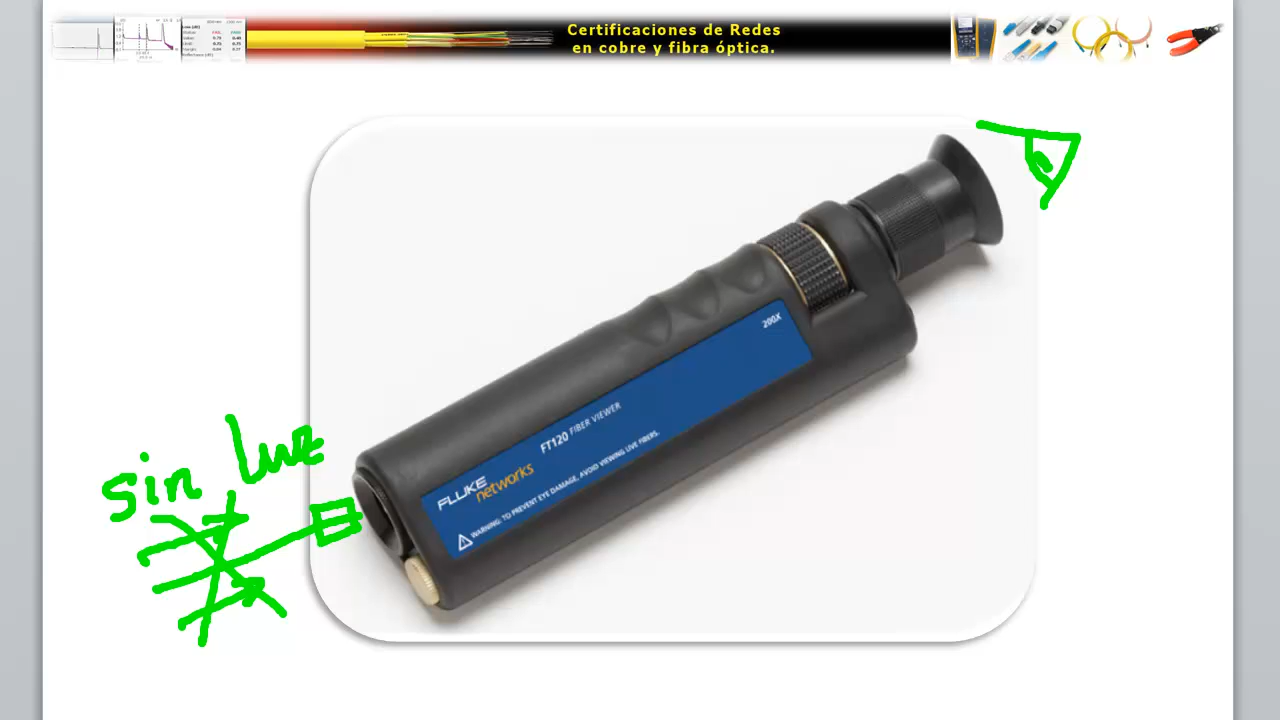 Certificaciones de Redes
en cobre y fibra óptica.
200X
FT120 FIBER VIEWER
FLUKE
networks
WARNING: TO PREVENT EYE DAMAGE, AVOID VIEWING LIVE FIBERS.
sin luz